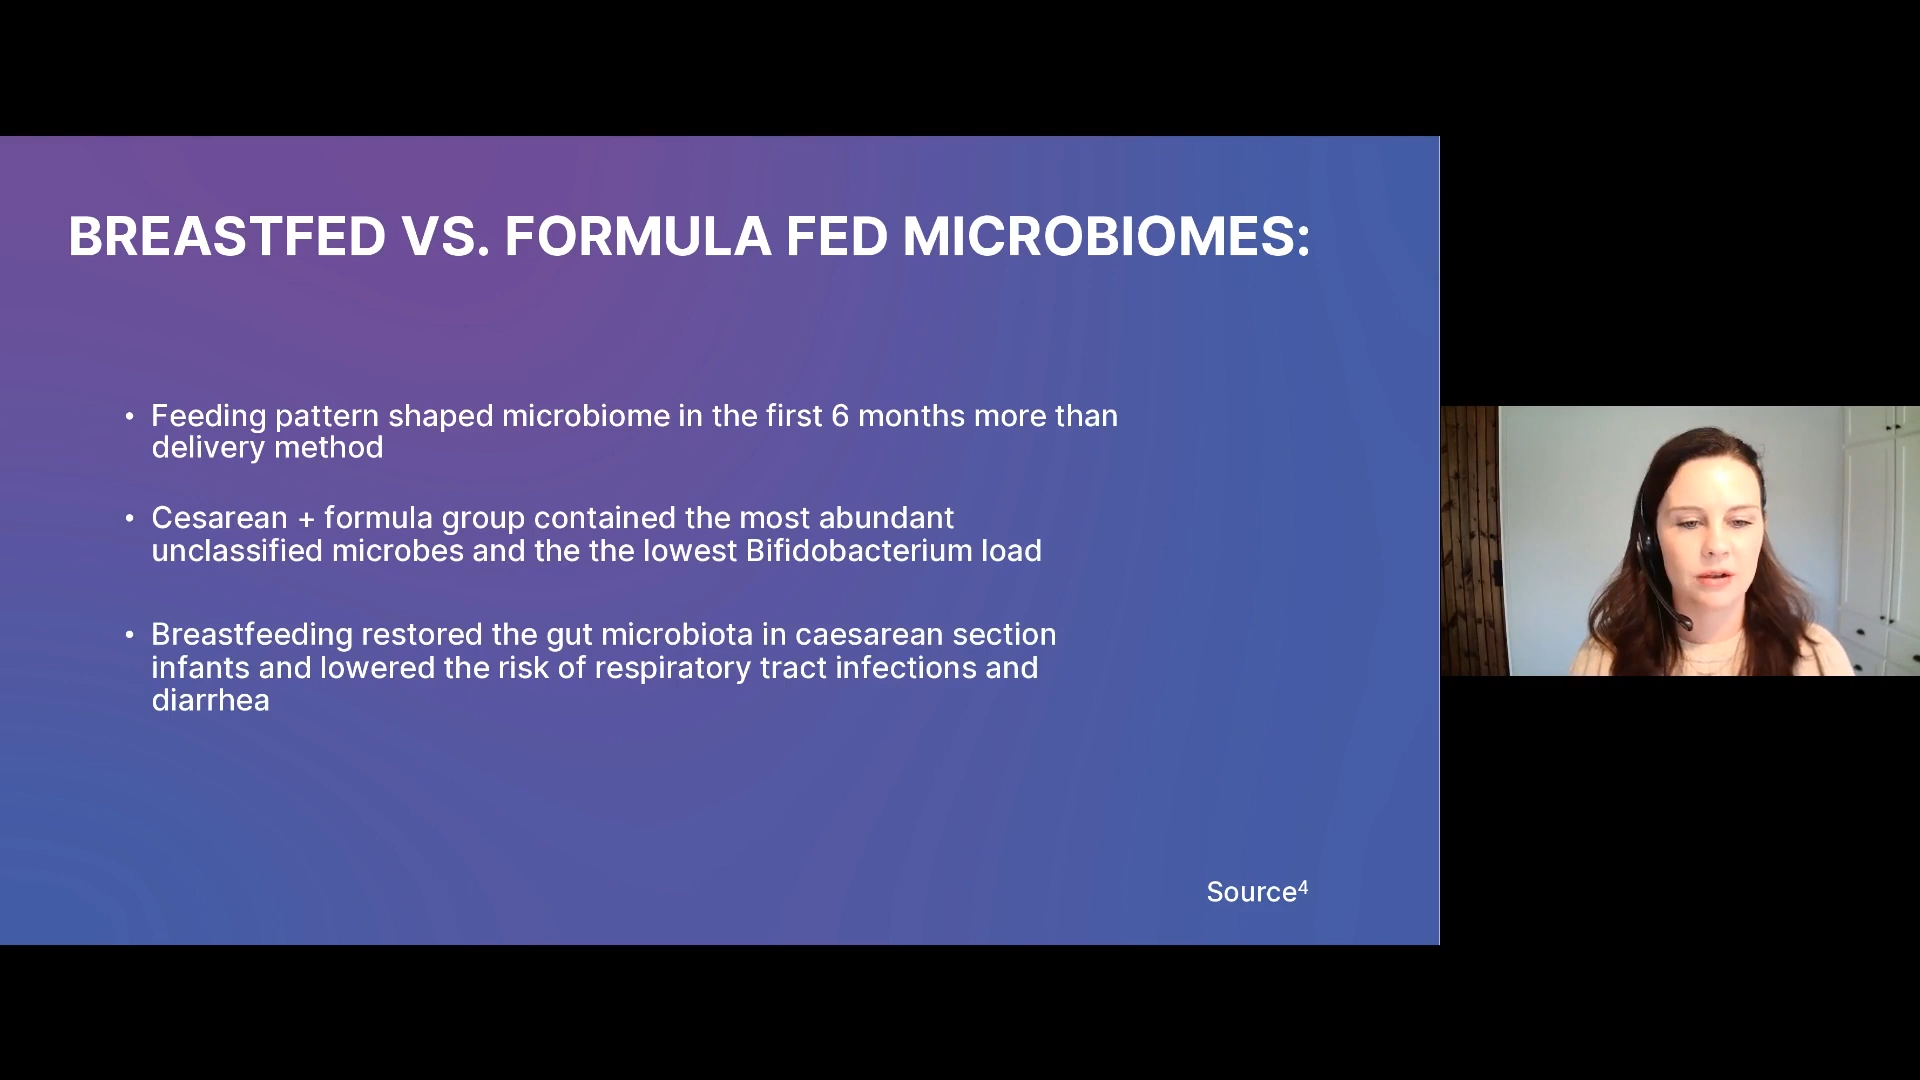 BREASTFED VS. FORMULA FED MICROBIOMES:
• Feeding pattern shaped microbiome in the first 6 months more than
delivery method
• Cesarean + formula group contained the most abundant
unclassified microbes and the the lowest Bifidobacterium load
• Breastfeeding restored the gut microbiota in caesarean section
infants and lowered the risk of respiratory tract infections and
diarrhea
Source⁴